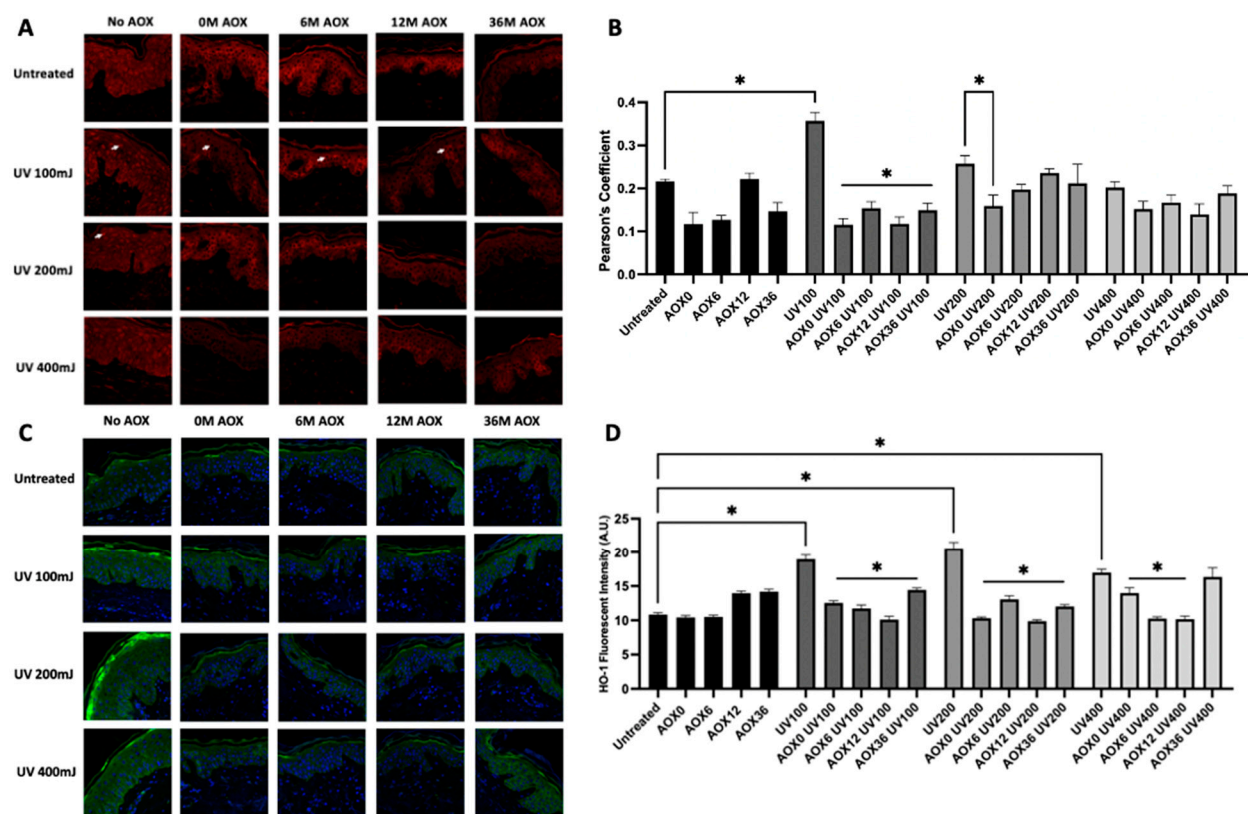 A
No AOX 0M AOX 6M AOX 12M AOX 36M AOX
Untreated
UV 100mJ
UV 200mJ
UV 400mJ
B
* * *
Pearson's Coefficient
0.4
0.3
0.2
0.1
0.0
Untreated AOX0 AOX6 AOX12 AOX36 UV100 AOX0 UV100 AOX6 UV100 AOX12 UV100 AOX36 UV100 UV200 AOX0 UV200 AOX6 UV200 AOX12 UV200 AOX36 UV200 UV400 AOX0 UV400 AOX6 UV400 AOX12 UV400 AOX36 UV400
C
No AOX 0M AOX 6M AOX 12M AOX 36M AOX
Untreated
UV 100mJ
UV 200mJ
UV 400mJ
D
*
*
*
* * *
HO-1 Fluorescent Intensity (A.U.)
25
20
15
10
5
0
Untreated AOX0 AOX6 AOX12 AOX36 UV100 AOX0 UV100 AOX6 UV100 AOX12 UV100 AOX36 UV100 UV200 AOX0 UV200 AOX6 UV200 AOX12 UV200 AOX36 UV200 UV400 AOX0 UV400 AOX6 UV400 AOX12 UV400 AOX36 UV400